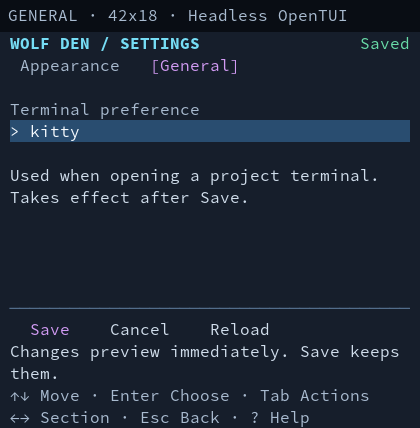 GENERAL · 42x18 · Headless OpenTUI
WOLF DEN / SETTINGS Saved
Appearance [General]
Terminal preference
> kitty
Used when opening a project terminal.
Takes effect after Save.
Save Cancel Reload
Changes preview immediately. Save keeps
them.
↑↓ Move · Enter Choose · Tab Actions
←→ Section · Esc Back · ? Help